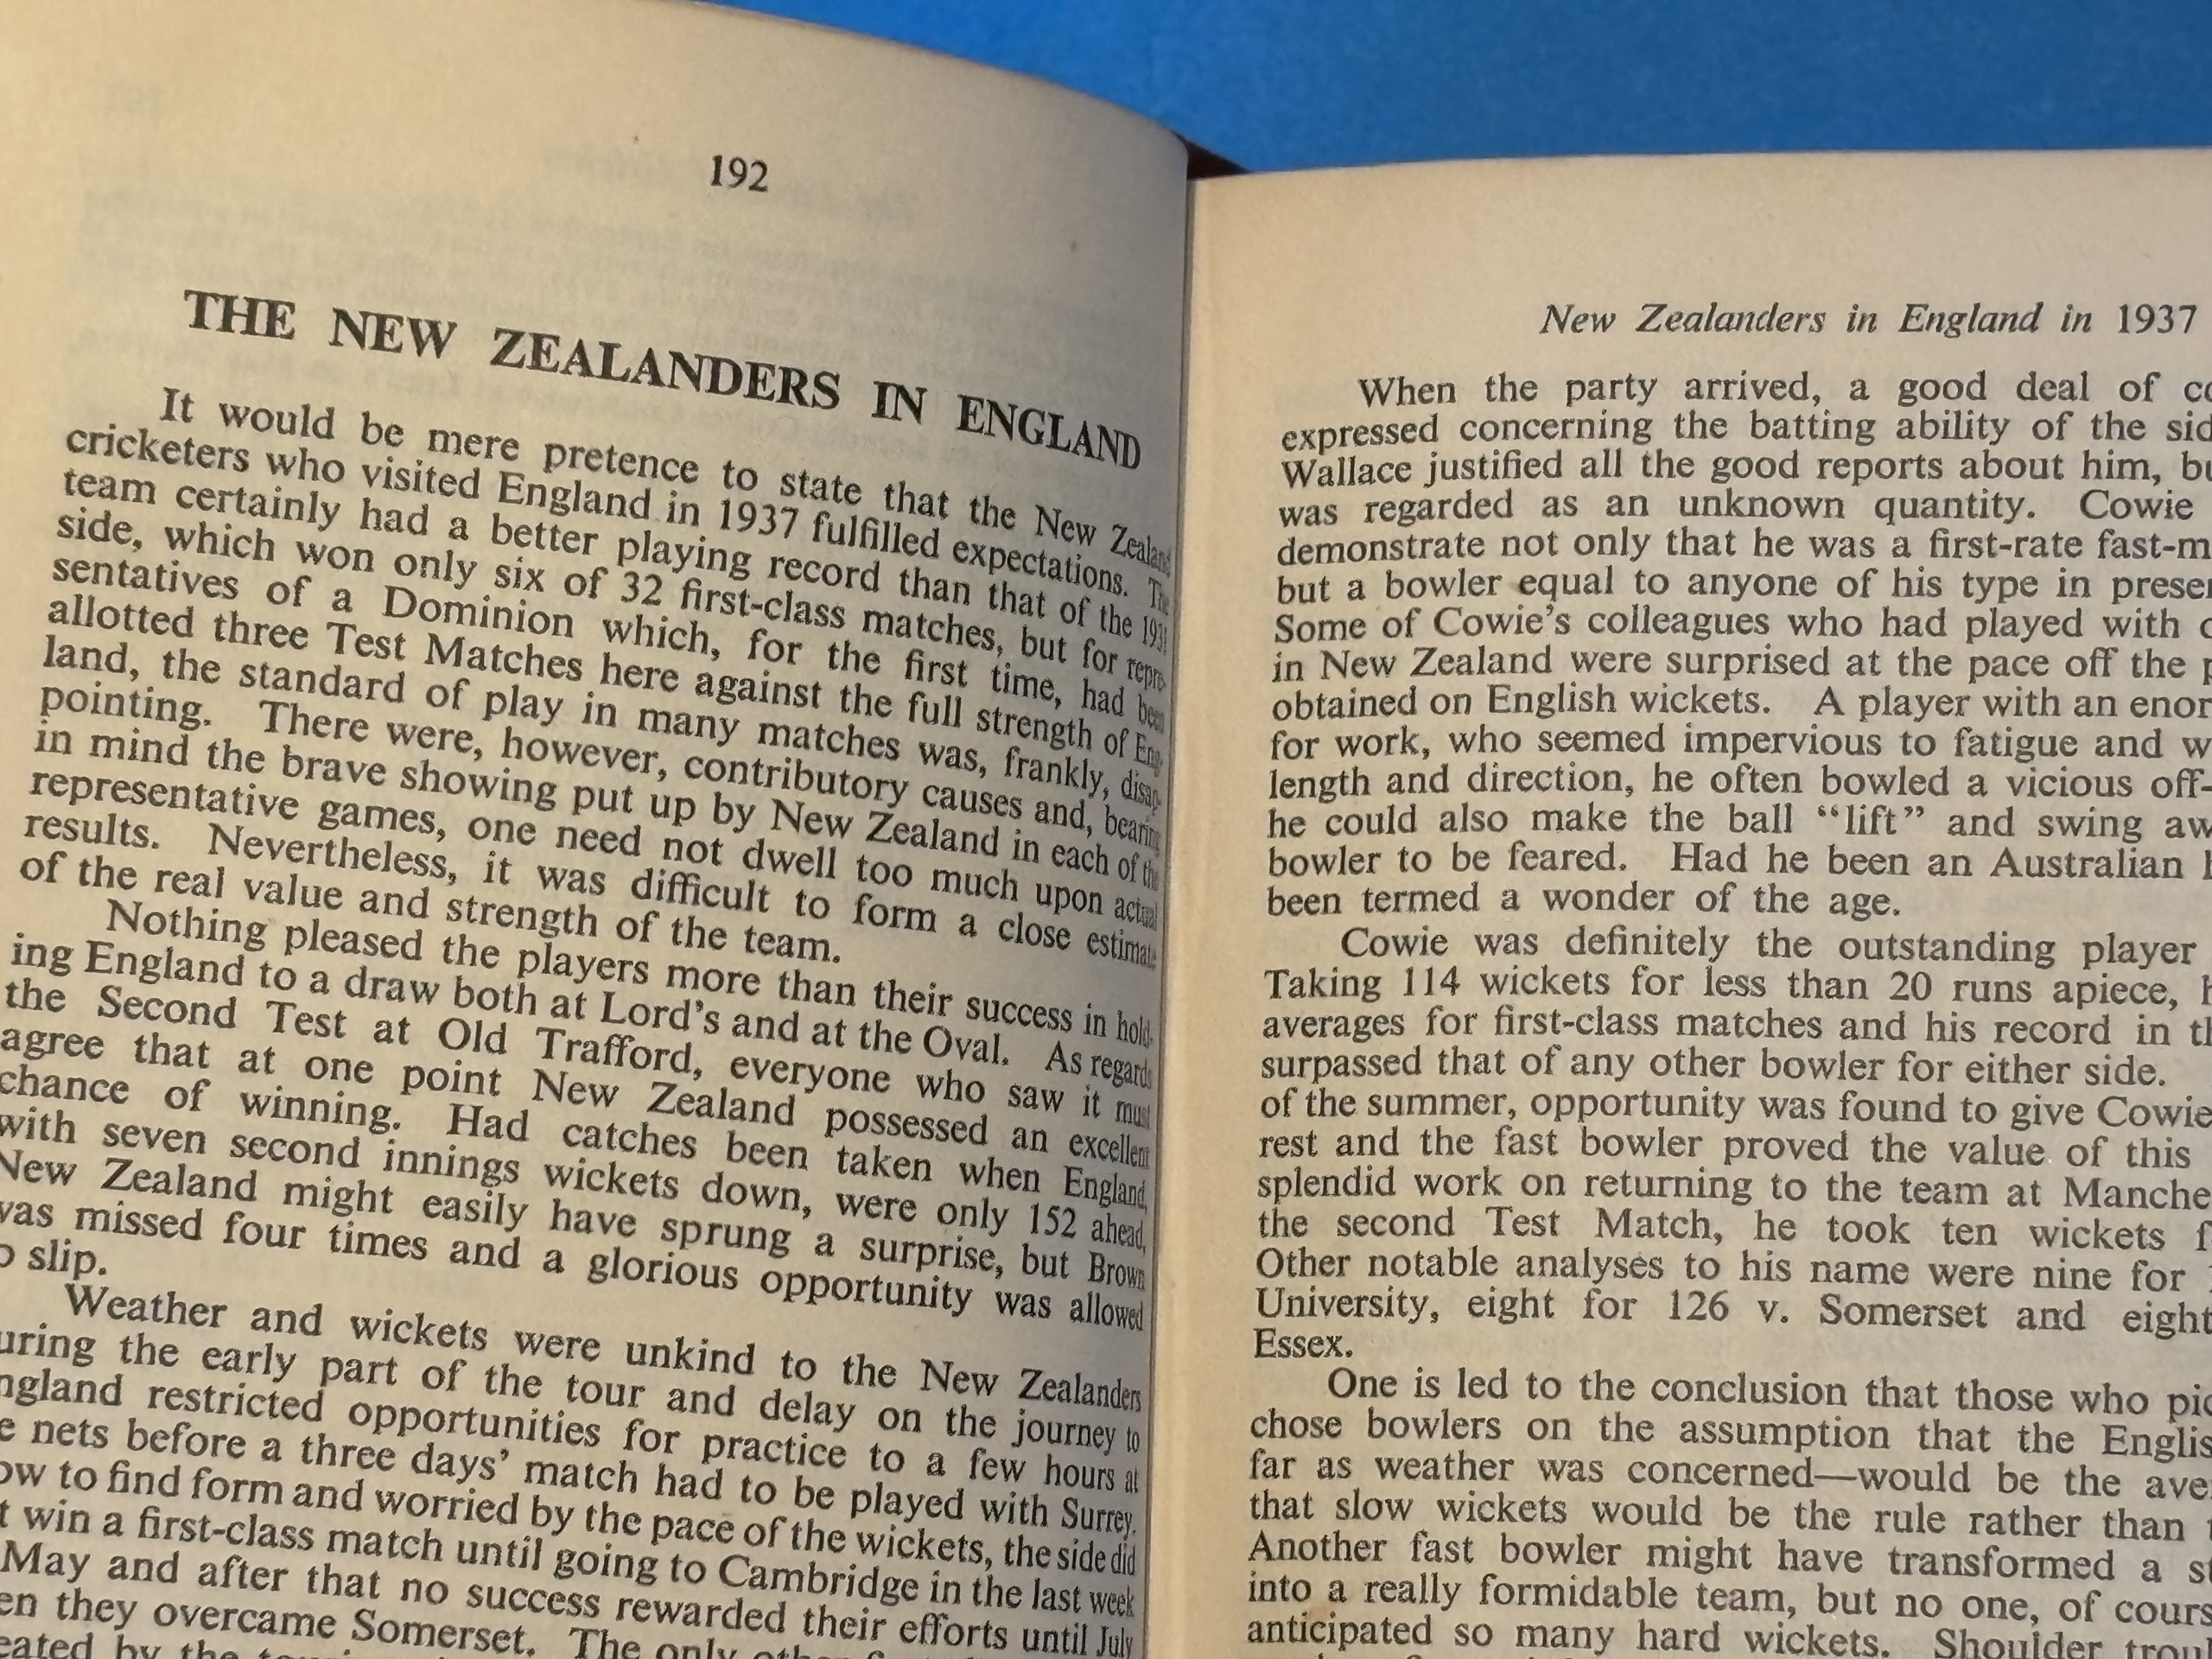 192
THE NEW ZEALANDERS IN ENGLAND
It would be mere pretence to state that the New Zealand
cricketers who visited England in 1937 fulfilled expectations. The
team certainly had a better playing record than that of the 1931
side, which won only six of 32 first-class matches, but for repre-
sentatives of a Dominion which, for the first time, had been
allotted three Test Matches here against the full strength of Eng-
land, the standard of play in many matches was, frankly, disap-
pointing. There were, however, contributory causes and, bearing
in mind the brave showing put up by New Zealand in each of the
representative games, one need not dwell too much upon actual
results. Nevertheless, it was difficult to form a close estimate
of the real value and strength of the team.
Nothing pleased the players more than their success in hold-
ing England to a draw both at Lord's and at the Oval. As regards
the Second Test at Old Trafford, everyone who saw it must
agree that at one point New Zealand possessed an excellent
chance of winning. Had catches been taken when England,
with seven second innings wickets down, were only 152 ahead,
New Zealand might easily have sprung a surprise, but Brown
was missed four times and a glorious opportunity was allowed
slip.
Weather and wickets were unkind to the New Zealanders
uring the early part of the tour and delay on the journey to
ngland restricted opportunities for practice to a few hours at
e nets before a three days' match had to be played with Surrey.
ow to find form and worried by the pace of the wickets, the side did
t win a first-class match until going to Cambridge in the last week
May and after that no success rewarded their efforts until July
en they overcame Somerset. The only
eated by the
New Zealanders in England in 1937
When the party arrived, a good deal of co
expressed concerning the batting ability of the sid
Wallace justified all the good reports about him, bu
was regarded as an unknown quantity. Cowie
demonstrate not only that he was a first-rate fast-m
but a bowler equal to anyone of his type in presen
Some of Cowie's colleagues who had played with
in New Zealand were surprised at the pace off the p
obtained on English wickets. A player with an enor
for work, who seemed impervious to fatigue and w
length and direction, he often bowled a vicious off-
he could also make the ball "lift" and swing aw
bowler to be feared. Had he been an Australian
been termed a wonder of the age.
Cowie was definitely the outstanding player
Taking 114 wickets for less than 20 runs apiece, h
averages for first-class matches and his record in th
surpassed that of any other bowler for either side.
of the summer, opportunity was found to give Cowie
rest and the fast bowler proved the value of this
splendid work on returning to the team at Manche
the second Test Match, he took ten wickets f
Other notable analyses to his name were nine for
University, eight for 126 v. Somerset and eight
Essex.
One is led to the conclusion that those who pic
chose bowlers on the assumption that the Englis
far as weather was concerned—would be the ave
that slow wickets would be the rule rather than
Another fast bowler might have transformed a
into a really formidable team, but no one, of cours
anticipated so many hard wickets. Shoulder trou